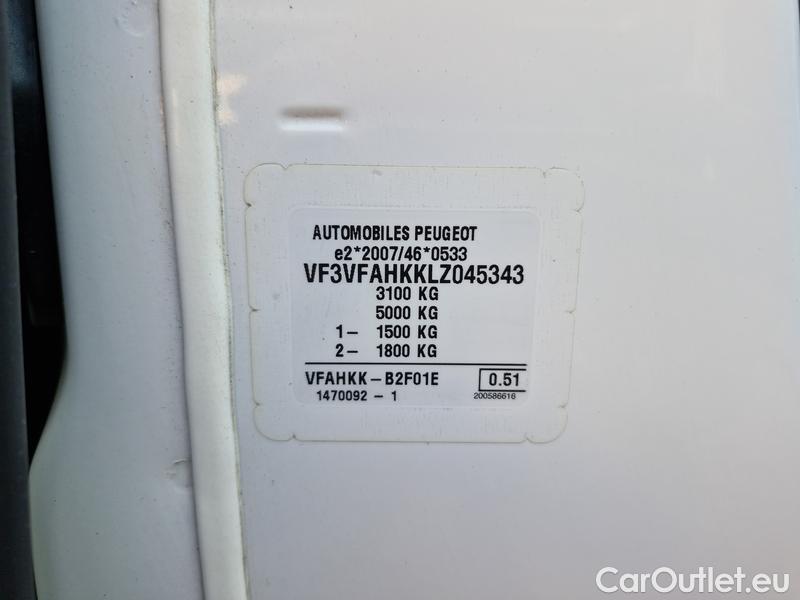 AUTOMOBILES PEUGEOT
e2*2007/46*0533
VF3VFAHKKLZ045343
3100 KG
5000 KG
1- 1500 KG
2- 1800 KG
VFAHKK-B2F01E 0.51
1470092-1 200586616
CarOutlet.eu